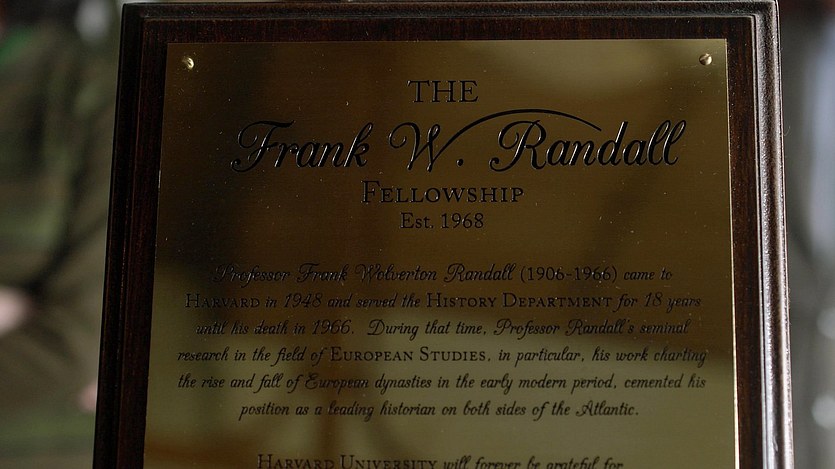 THE
Frank W. Randall
FELLOWSHIP
Est. 1968
Professor Frank Wolverton Randall (1906-1966) came to
HARVARD in 1948 and served the HISTORY DEPARTMENT for 18 years
until his death in 1966. During that time, Professor Randall's seminal
research in the field of EUROPEAN STUDIES, in particular, his work charting
the rise and fall of European dynasties in the early modern period, cemented his
position as a leading historian on both sides of the Atlantic.
HARVARD UNIVERSITY will forever be grateful for